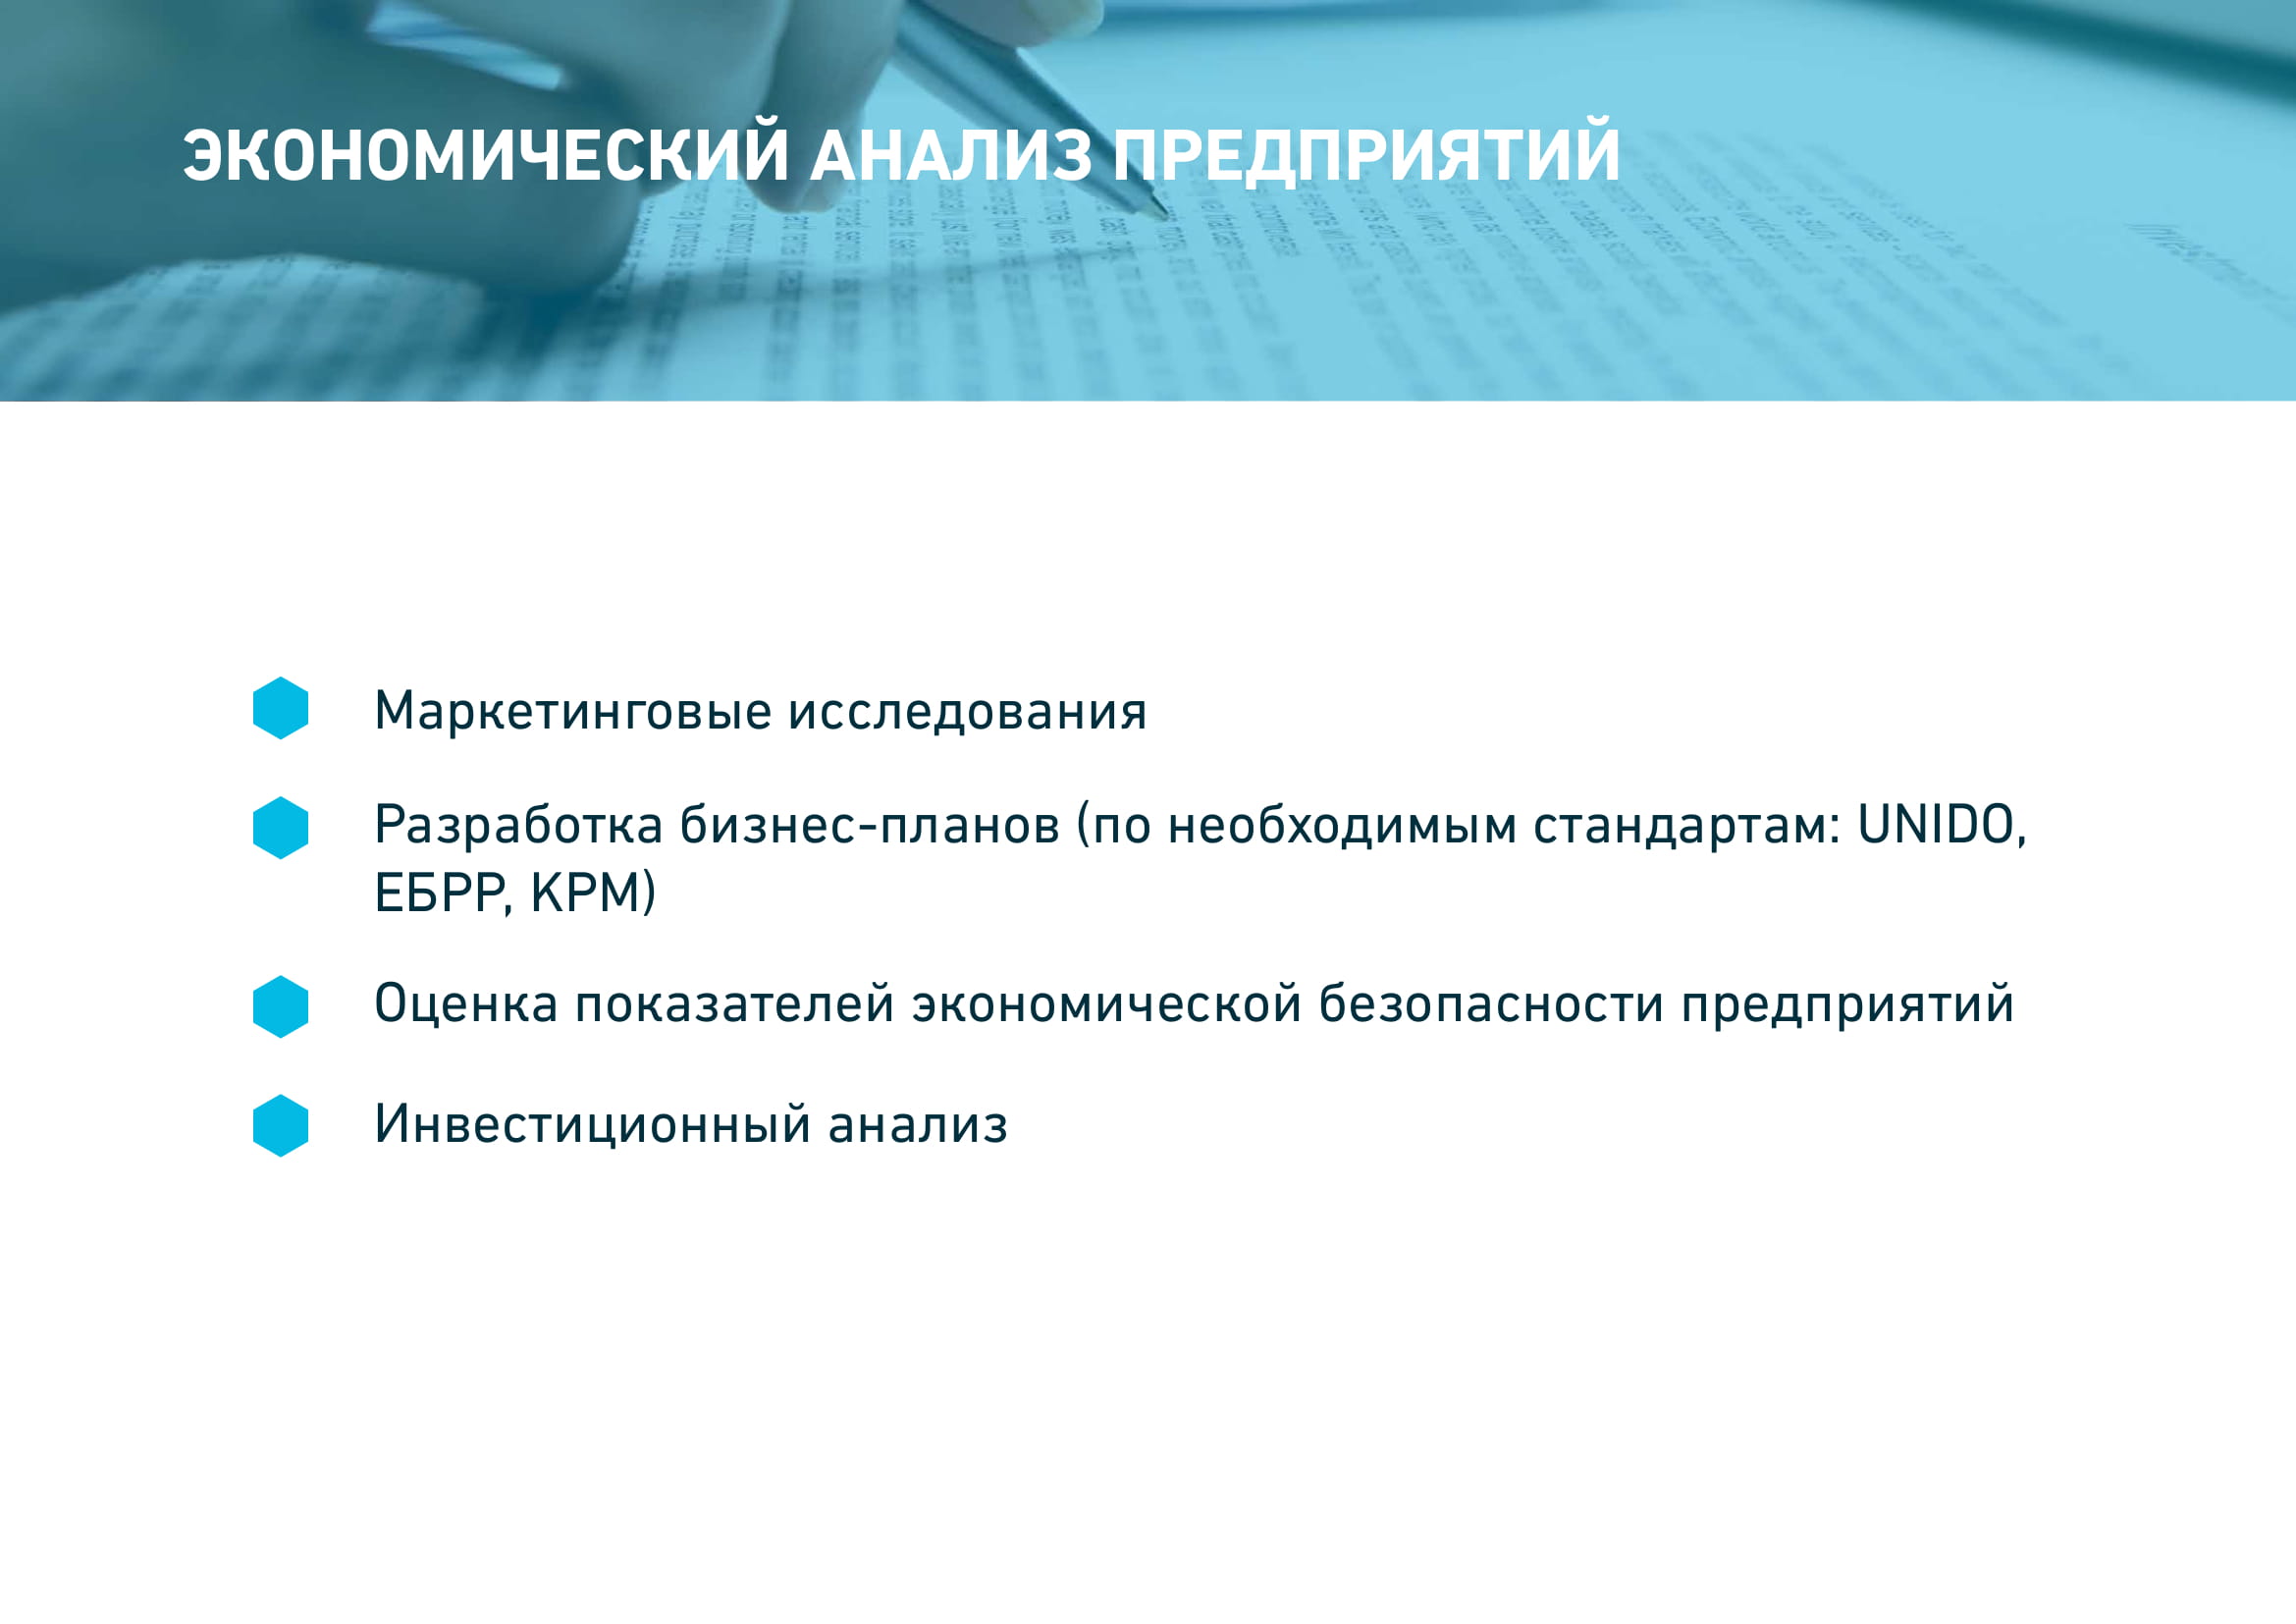 ЭКОНОМИЧЕСКИЙ АНАЛИЗ ПРЕДПРИЯТИЙ
Маркетинговые исследования
Разработка бизнес-планов (по необходимым стандартам: UNIDO,
ЕБРР, KPM)
Оценка показателей экономической безопасности предприятий
Инвестиционный анализ